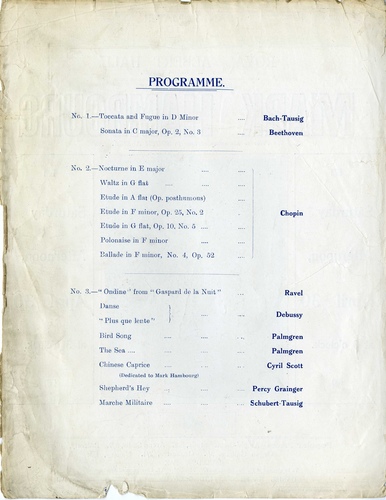 PROGRAMME.
No. 1.—Toccata and Fugue in D Minor .... Bach-Tausig
Sonata in C major, Op. 2, No. 3 .... Beethoven
No. 2.—Nocturne in E major .... ....
Waltz in G flat .... .... ....
Etude in A flat (Op. posthumous) ....
Etude in F minor, Op. 25, No. 2 . Chopin
Etude in G flat, Op. 10, No. 5 .... ....
Polonaise in F minor .... ....
Ballade in F minor, No. 4, Op. 52 ....
No. 3.—"Ondine" from "Gaspard de la Nuit" ... Ravel
Danse
"Plus que lente" } .... .... Debussy
Bird Song .... .... .... Palmgren
The Sea .... .... .... .... Palmgren
Chinese Caprice .... .... .... Cyril Scott
(Dedicated to Mark Hambourg)
Shepherd's Hey .... .... .... Percy Grainger
Marche Militaire .... .... .... Schubert-Tausig